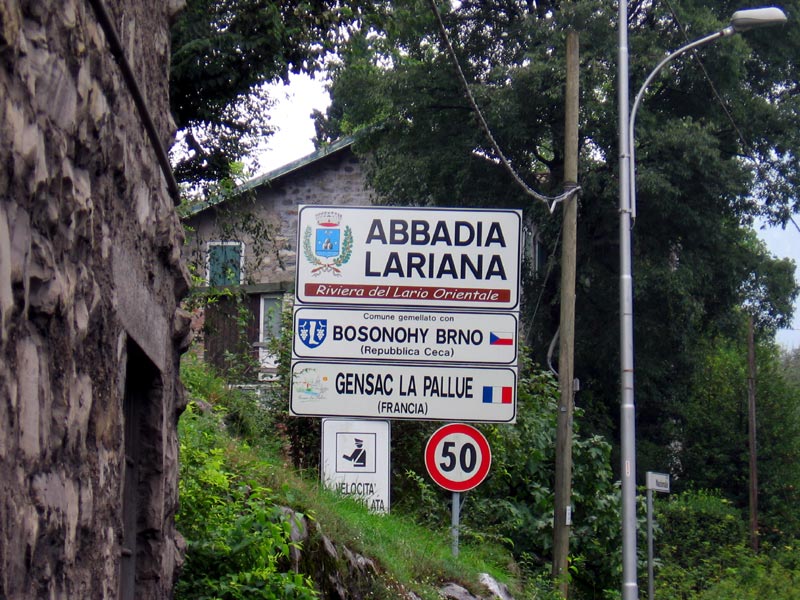 ABBADIA
LARIANA
Riviera del Lario Orientale
Comune gemellato con
BOSONOHY BRNO
(Repubblica Ceca)
GENSAC LA PALLUE
(FRANCIA)
VELOCITA'
50